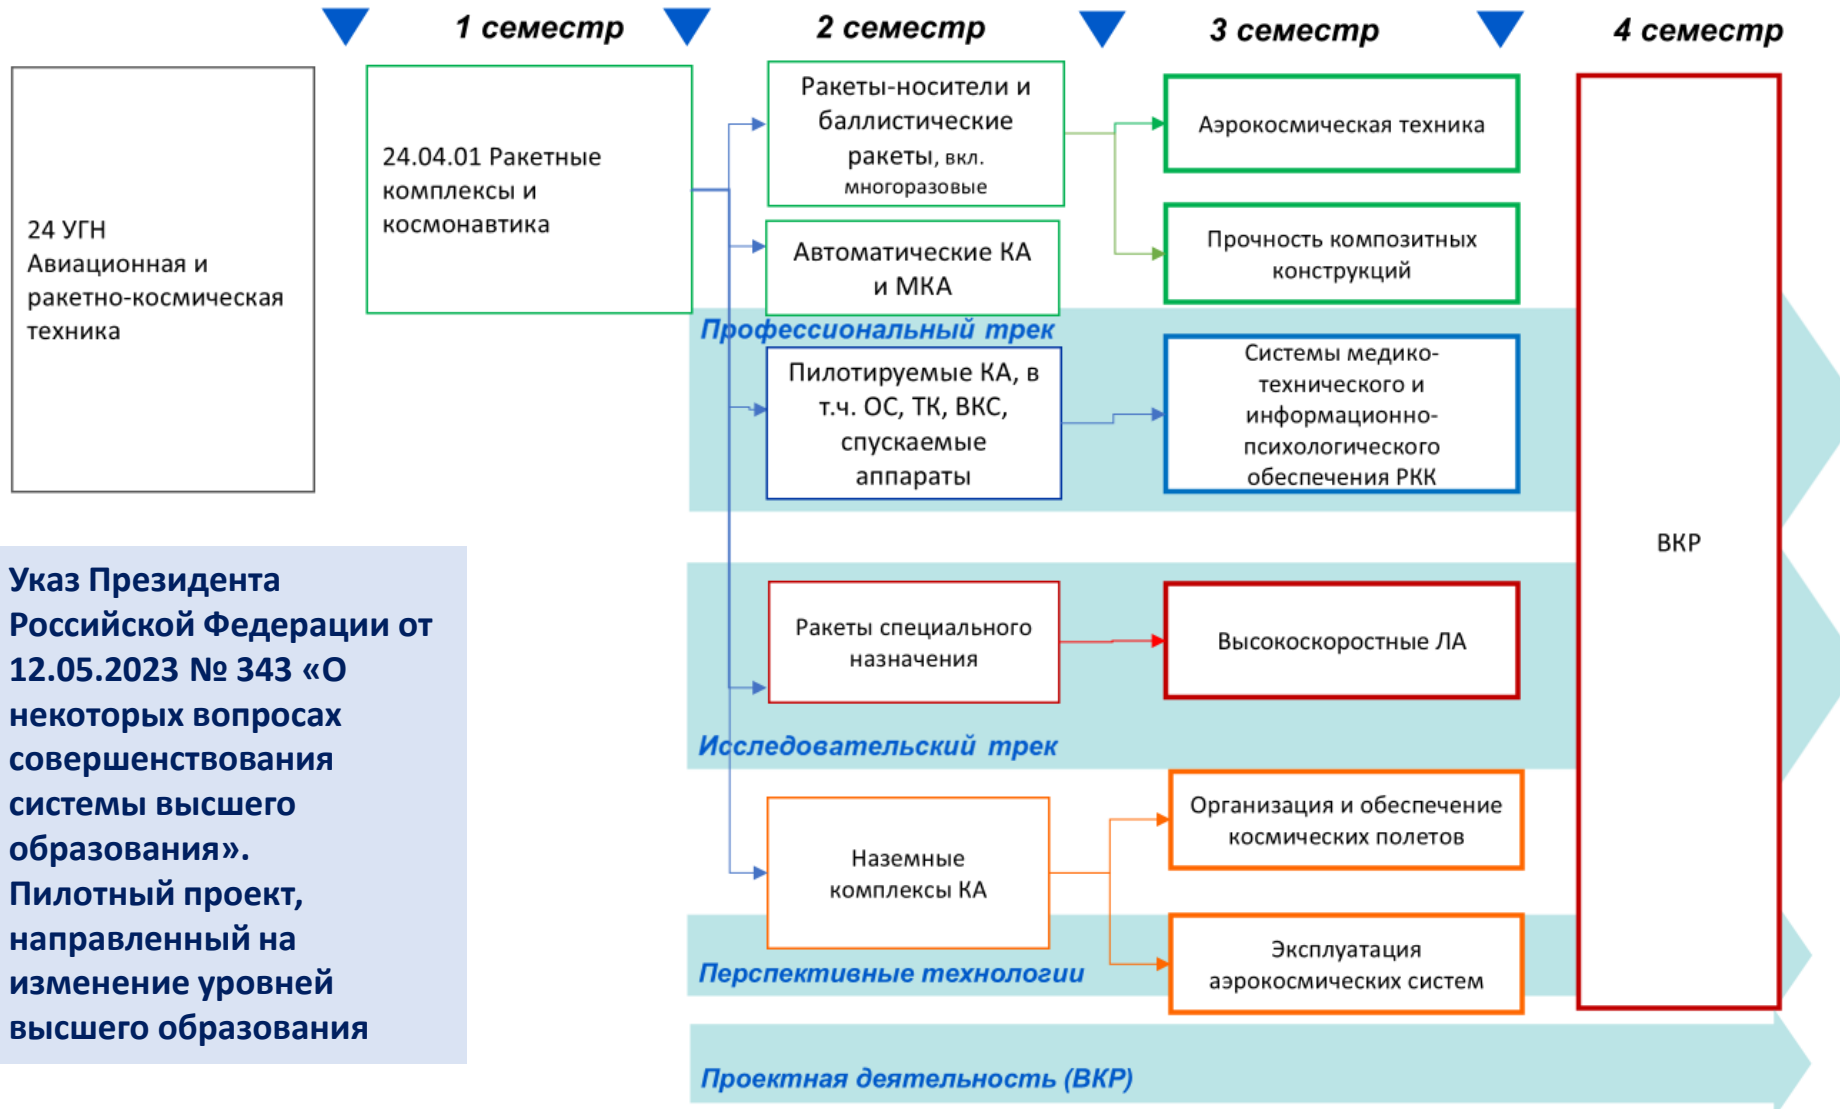 1 семестр
2 семестр
3 семестр
4 семестр
24 УГН
Авиационная и
ракетно-космическая
техника
24.04.01 Ракетные
комплексы и
космонавтика
Ракеты-носители и
баллистические
ракеты, вкл.
многоразовые
Автоматические КА
и МКА
Аэрокосмическая техника
Прочность композитных
конструкций
Профессиональный трек
Пилотируемые КА, в
т.ч. ОС, ТК, ВКС,
спускаемые
аппараты
Системы медико-
технического и
информационно-
психологического
обеспечения РКК
ВКР
Ракеты специального
назначения
Высокоскоростные ЛА
Исследовательский трек
Наземные
комплексы КА
Организация и обеспечение
космических полетов
Эксплуатация
аэрокосмических систем
Перспективные технологии
Проектная деятельность (ВКР)
Указ Президента
Российской Федерации от
12.05.2023 № 343 «О
некоторых вопросах
совершенствования
системы высшего
образования».
Пилотный проект,
направленный на
изменение уровней
высшего образования